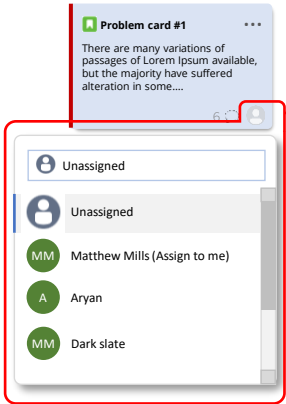 Problem card #1
There are many variations of
passages of Lorem Ipsum available,
but the majority have suffered
alteration in some....
6
Unassigned
Unassigned
MM Matthew Mills (Assign to me)
A Aryan
MM Dark slate